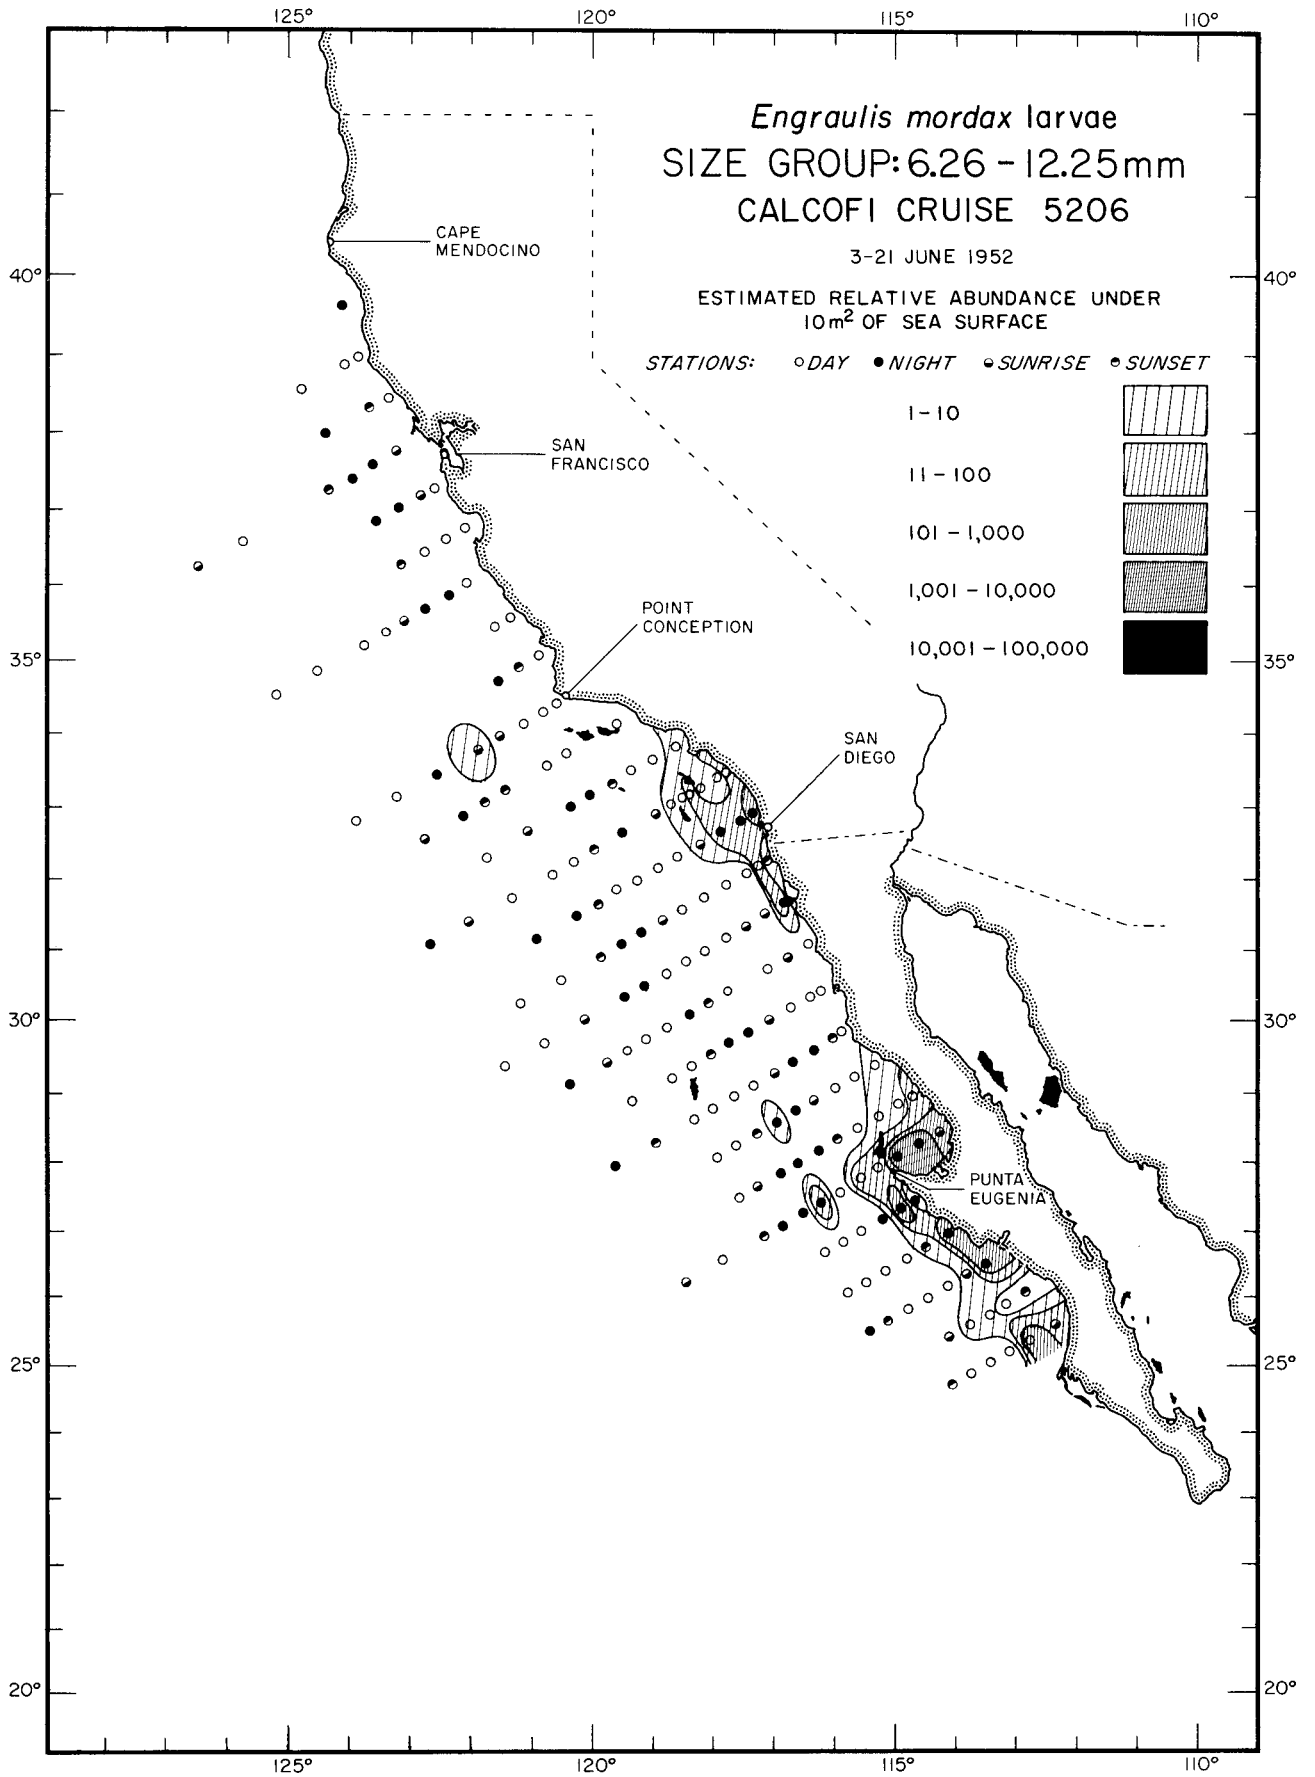 125° 120° 115° 110°
Engraulis mordax larvae
SIZE GROUP: 6.26 - 12.25mm
CALCOFI CRUISE 5206
3-21 JUNE 1952
ESTIMATED RELATIVE ABUNDANCE UNDER
10m² OF SEA SURFACE
STATIONS: DAY NIGHT SUNRISE SUNSET
1-10
11-100
101-1,000
1,001-10,000
10,001-100,000
CAPE
MENDOCINO
40° 40°
SAN
FRANCISCO
POINT
CONCEPTION
35° 35°
SAN
DIEGO
30° 30°
PUNTA
EUGENIA
25° 25°
20° 20°
125° 120° 115° 110°